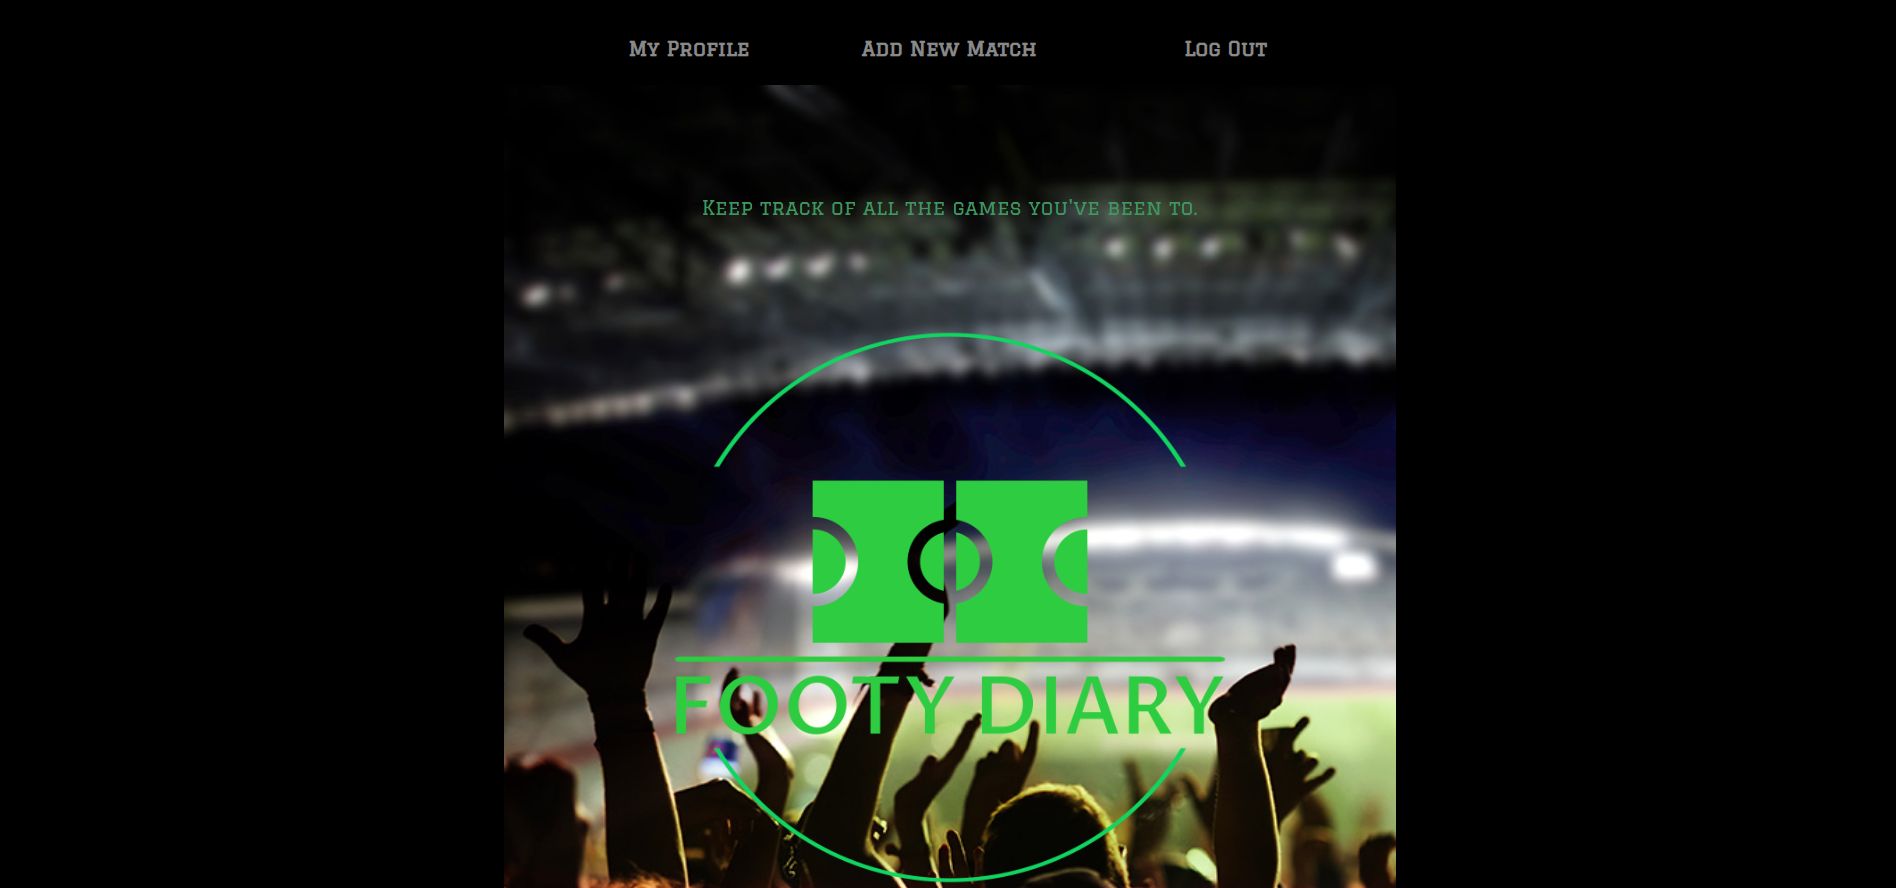 My Profile
Add New Match
Log Out
Keep track of all the games you've been to.
FOOTY DIARY